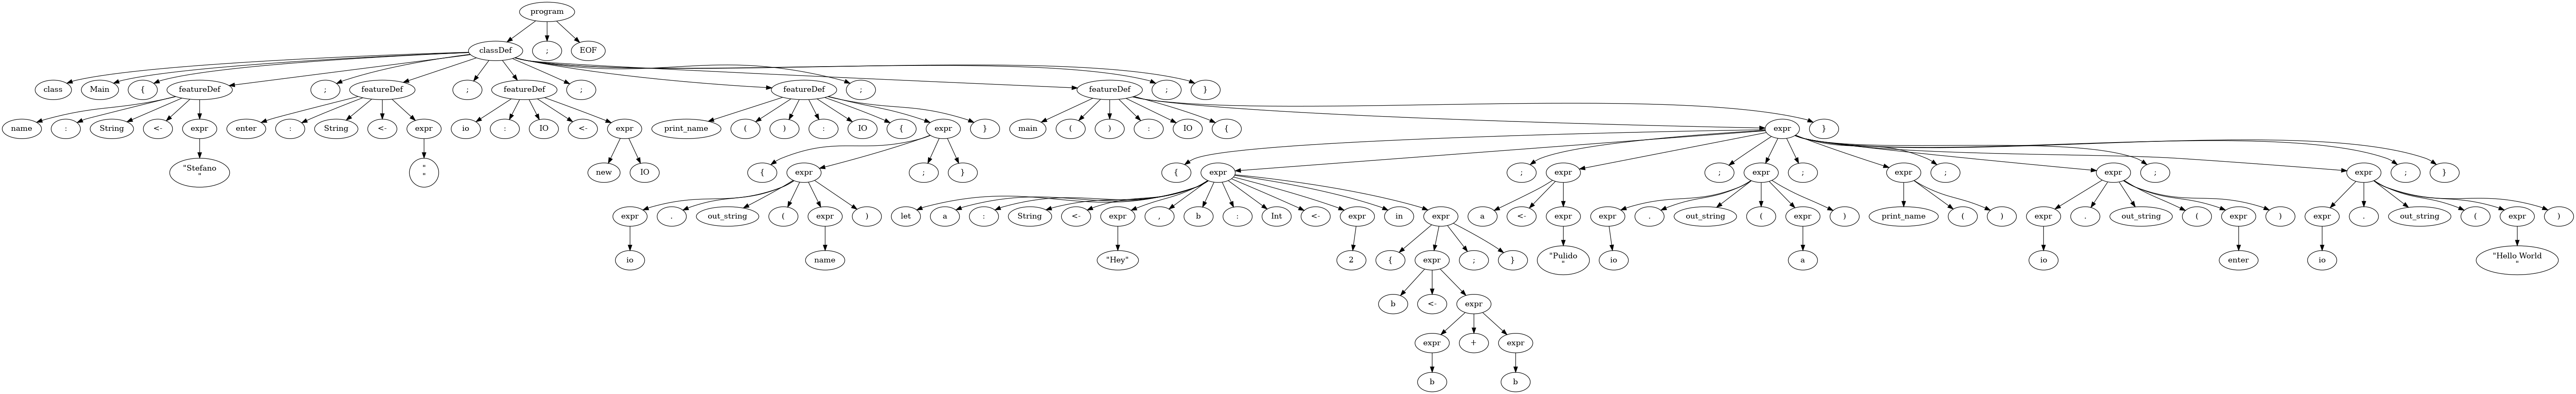 program
classDef ; EOF
class Main { featureDef ; featureDef ; featureDef ; featureDef ; featureDef ; }
name : String <- expr enter : String <- expr io : IO <- expr print_name ( ) : IO { expr } main ( ) : IO { expr }
"Stefano
"
"
"
new IO { expr ; } { expr ; expr ; expr ; expr ; expr ; expr ; }
expr . out_string ( expr ) let a : String <- expr , b : Int <- expr in expr a <- expr expr . out_string ( expr ) print_name ( ) expr . out_string ( expr ) expr . out_string ( expr )
io name "Hey" 2 { expr ; } "Pulido
"
io a io enter io "Hello World
"
b <- expr
expr + expr
b b